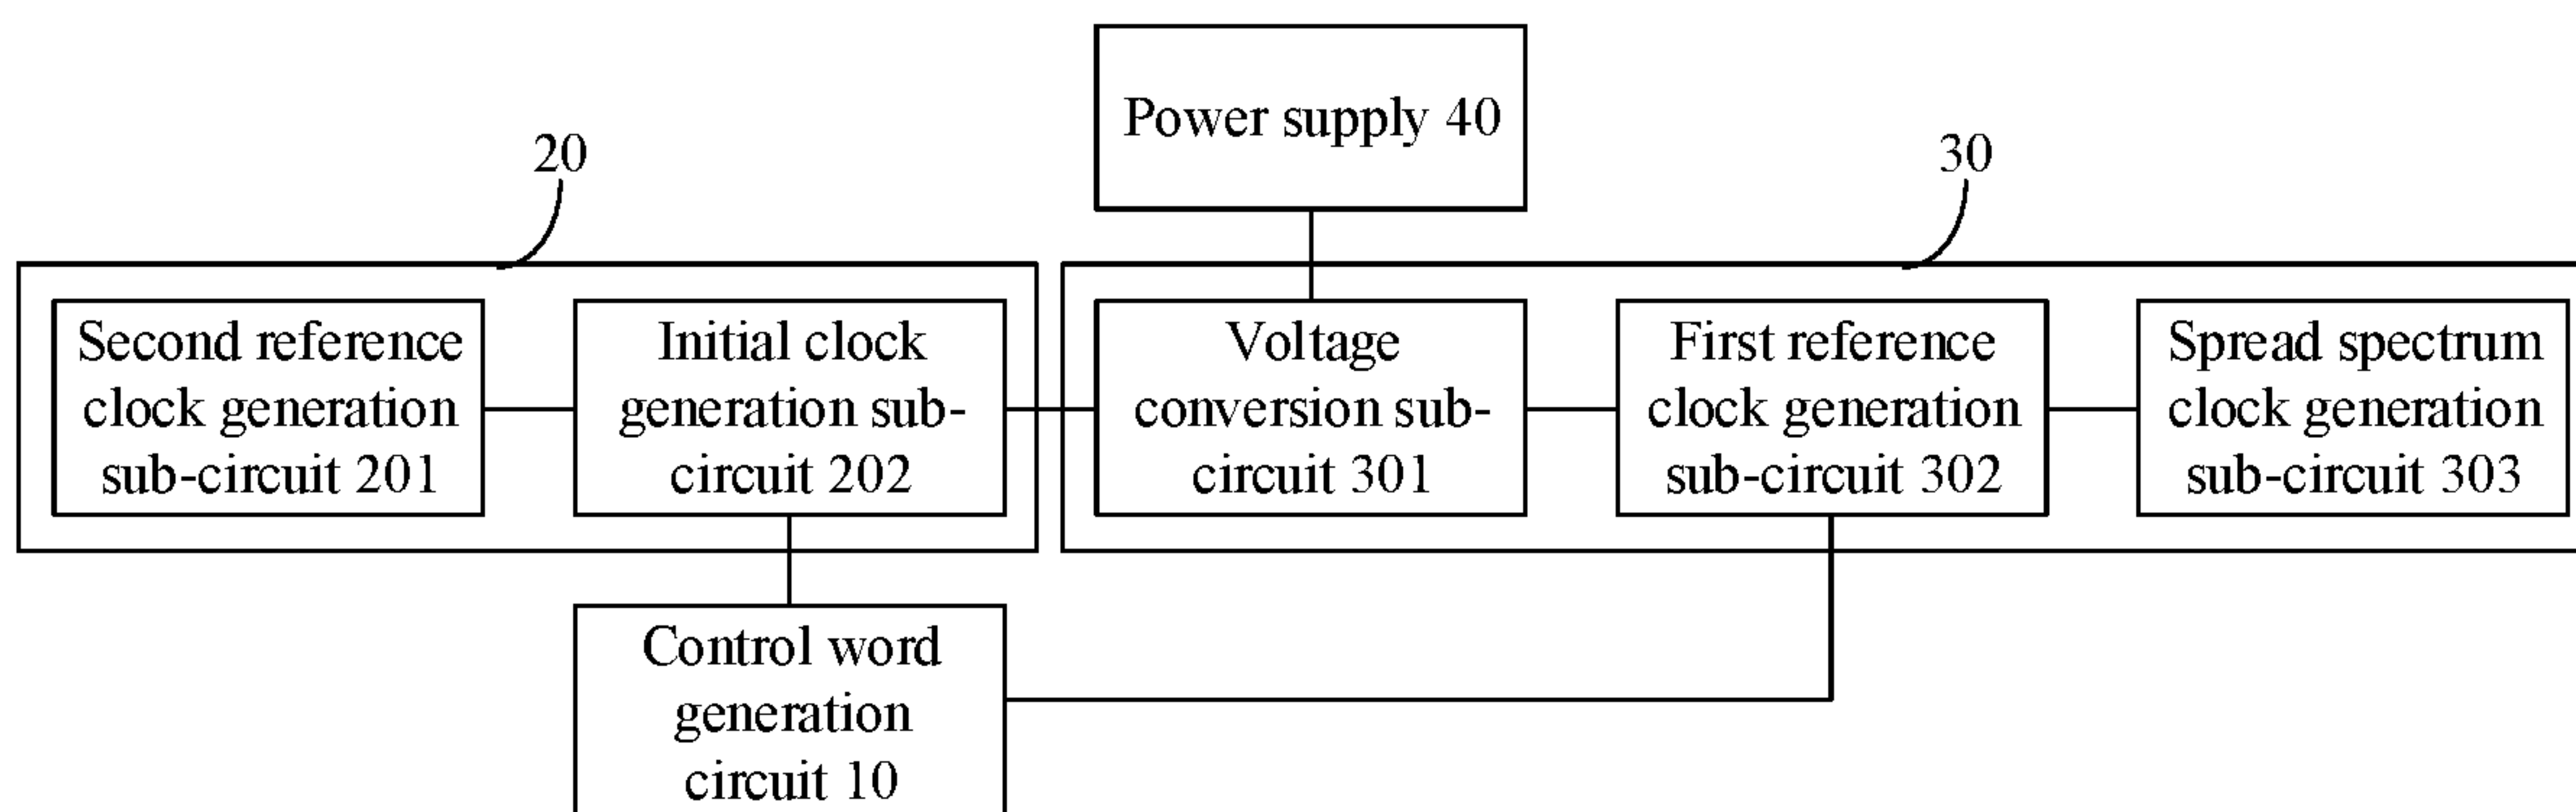 Power supply 40
20
30
Second reference
clock generation
sub-circuit 201
Initial clock
generation sub-
circuit 202
Voltage
conversion sub-
circuit 301
First reference
clock generation
sub-circuit 302
Spread spectrum
clock generation
sub-circuit 303
Control word
generation
circuit 10